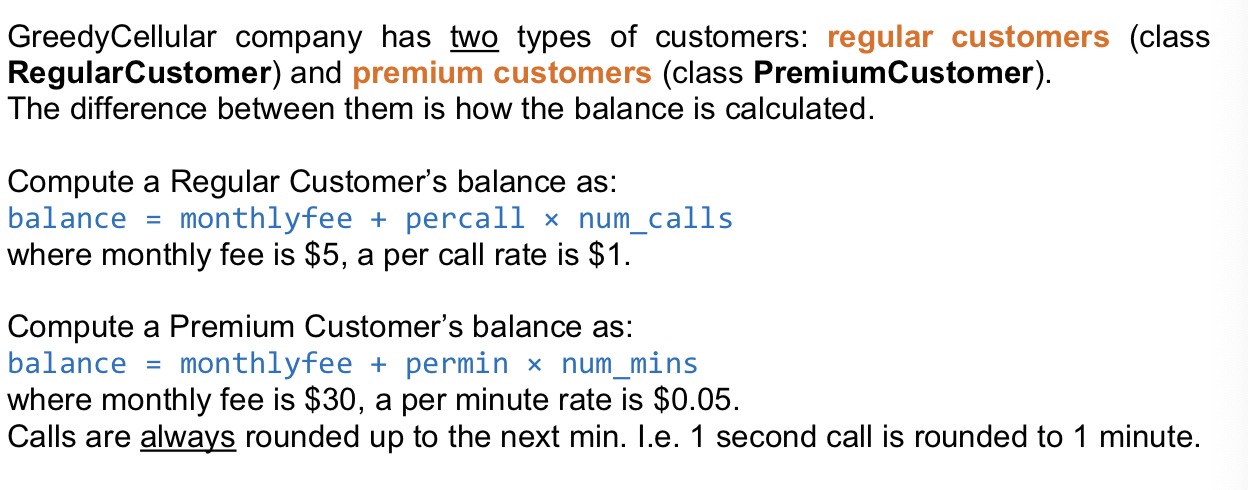 GreedyCellular company has two types of customers: regular customers (class
RegularCustomer) and premium customers (class PremiumCustomer).
The difference between them is how the balance is calculated.
Compute a Regular Customer’s balance as:
balance = monthlyfee + percall × num_calls
where monthly fee is $5, a per call rate is $1.
Compute a Premium Customer’s balance as:
balance = monthlyfee + permin × num_mins
where monthly fee is $30, a per minute rate is $0.05.
Calls are always rounded up to the next min. I.e. 1 second call is rounded to 1 minute.